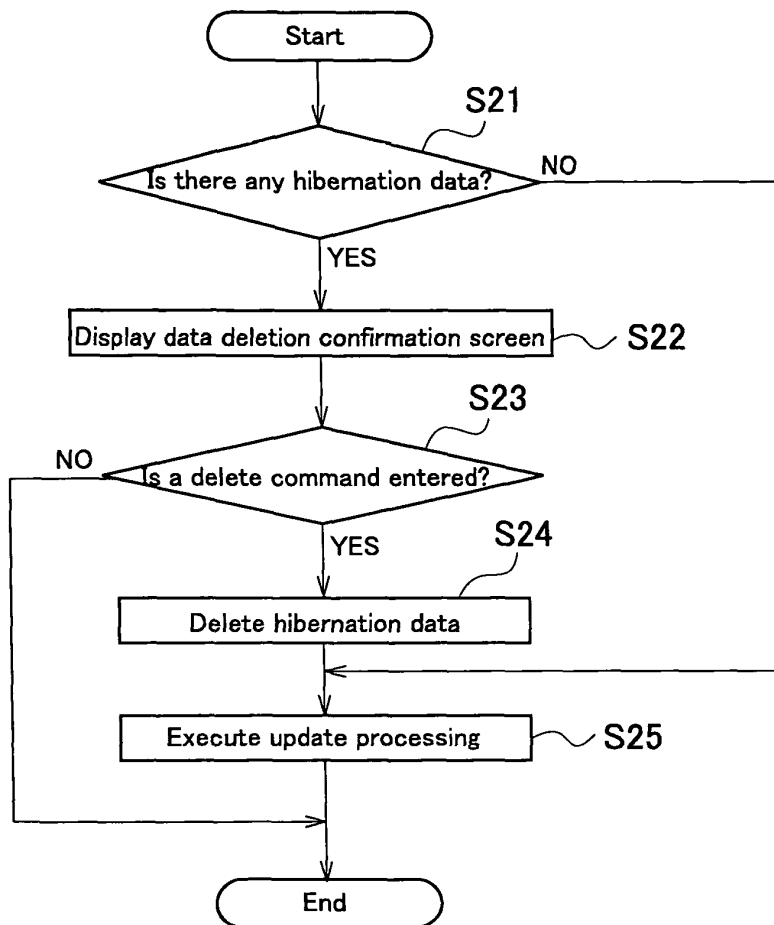 Start
S21
Is there any hibernation data?
NO
YES
Display data deletion confirmation screen
S22
S23
NO
Is a delete command entered?
YES
S24
Delete hibernation data
Execute update processing
S25
End